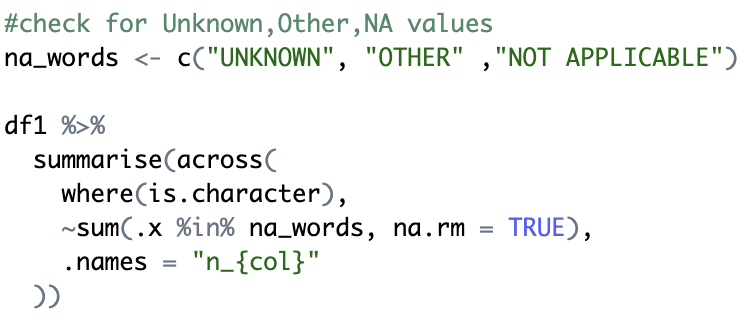 #check for Unknown,Other,NA values
na_words <- c("UNKNOWN", "OTHER" ,"NOT APPLICABLE")

df1 %>%
  summarise(across(
    where(is.character),
    ~sum(.x %in% na_words, na.rm = TRUE),
    .names = "n_{col}"
  ))